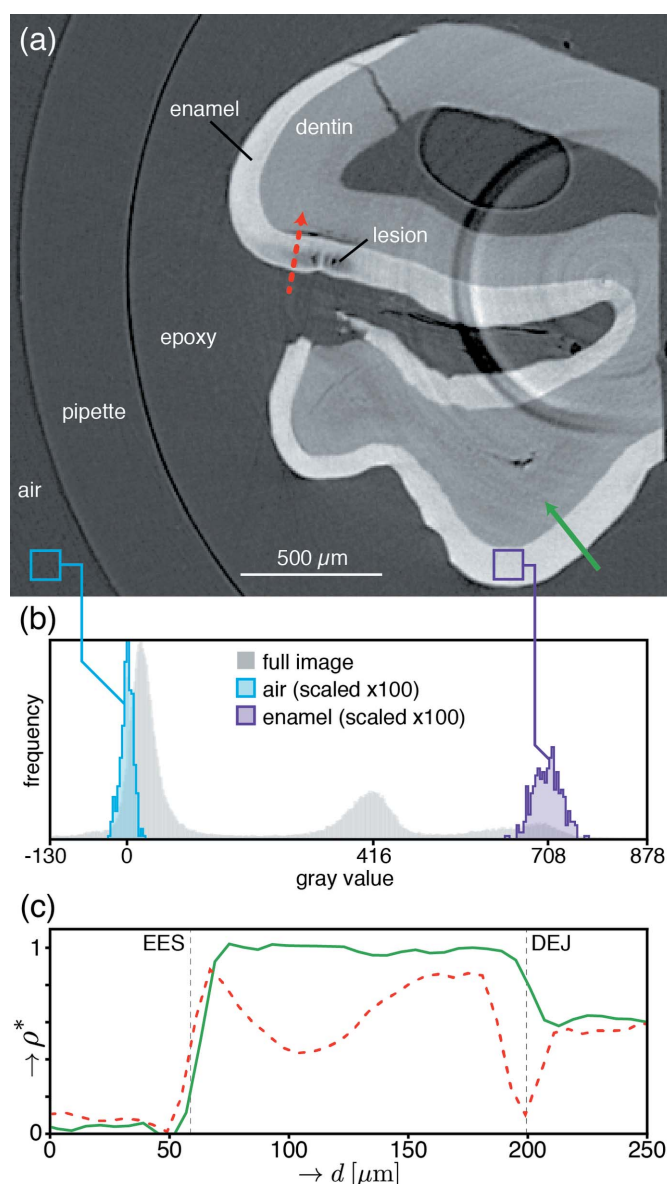 (a)
enamel
dentin
lesion
epoxy
pipette
air
500 μm
(b)
full image
air (scaled x100)
enamel (scaled x100)
frequency
-130 0 416 708 878
gray value
(c)
1
EES
DEJ
→ ρ*
0
0 50 100 150 200 250
→ d [μm]